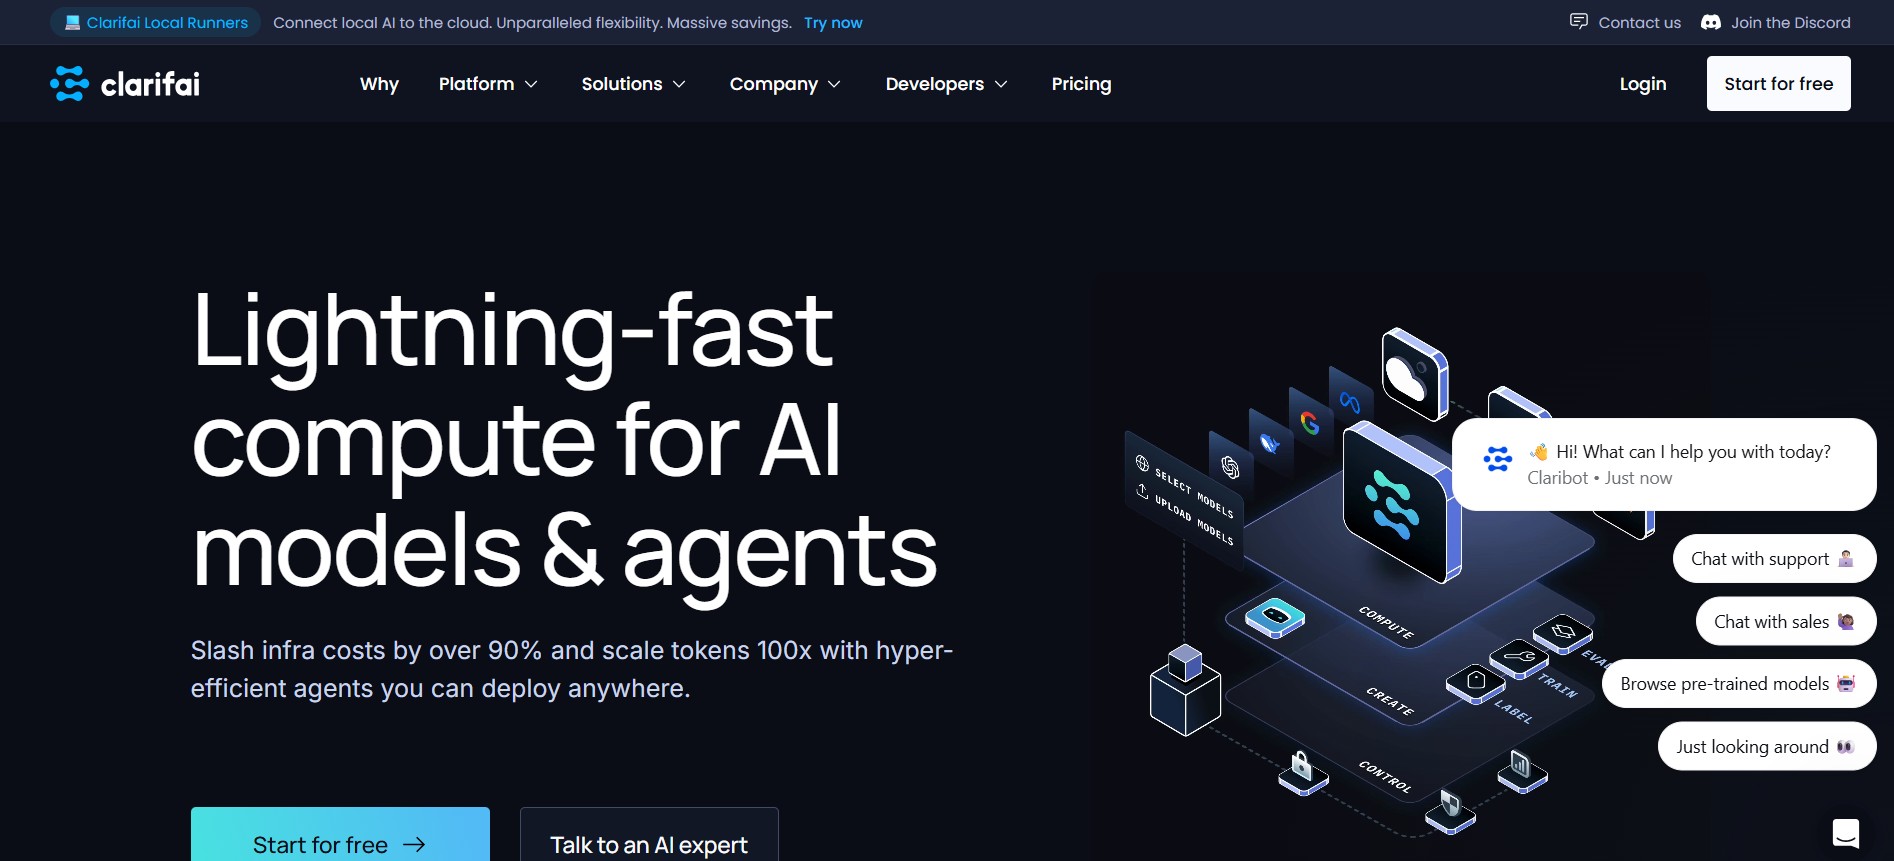 Clarifai Local Runners Connect local AI to the cloud. Unparalleled flexibility. Massive savings. Try now Contact us Join the Discord
clarifai Why Platform Solutions Company Developers Pricing Login Start for free
Lightning-fast
compute for AI
models & agents
Slash infra costs by over 90% and scale tokens 100x with hyper-
efficient agents you can deploy anywhere.
Start for free
Talk to an AI expert
SELECT MODELS
UPLOAD MODELS
COMPUTE
CREATE
TRAIN
LABEL
CONTROL
👋 Hi! What can I help you with today?
Claribot • Just now
Chat with support
Chat with sales
Browse pre-trained models
Just looking around 👀